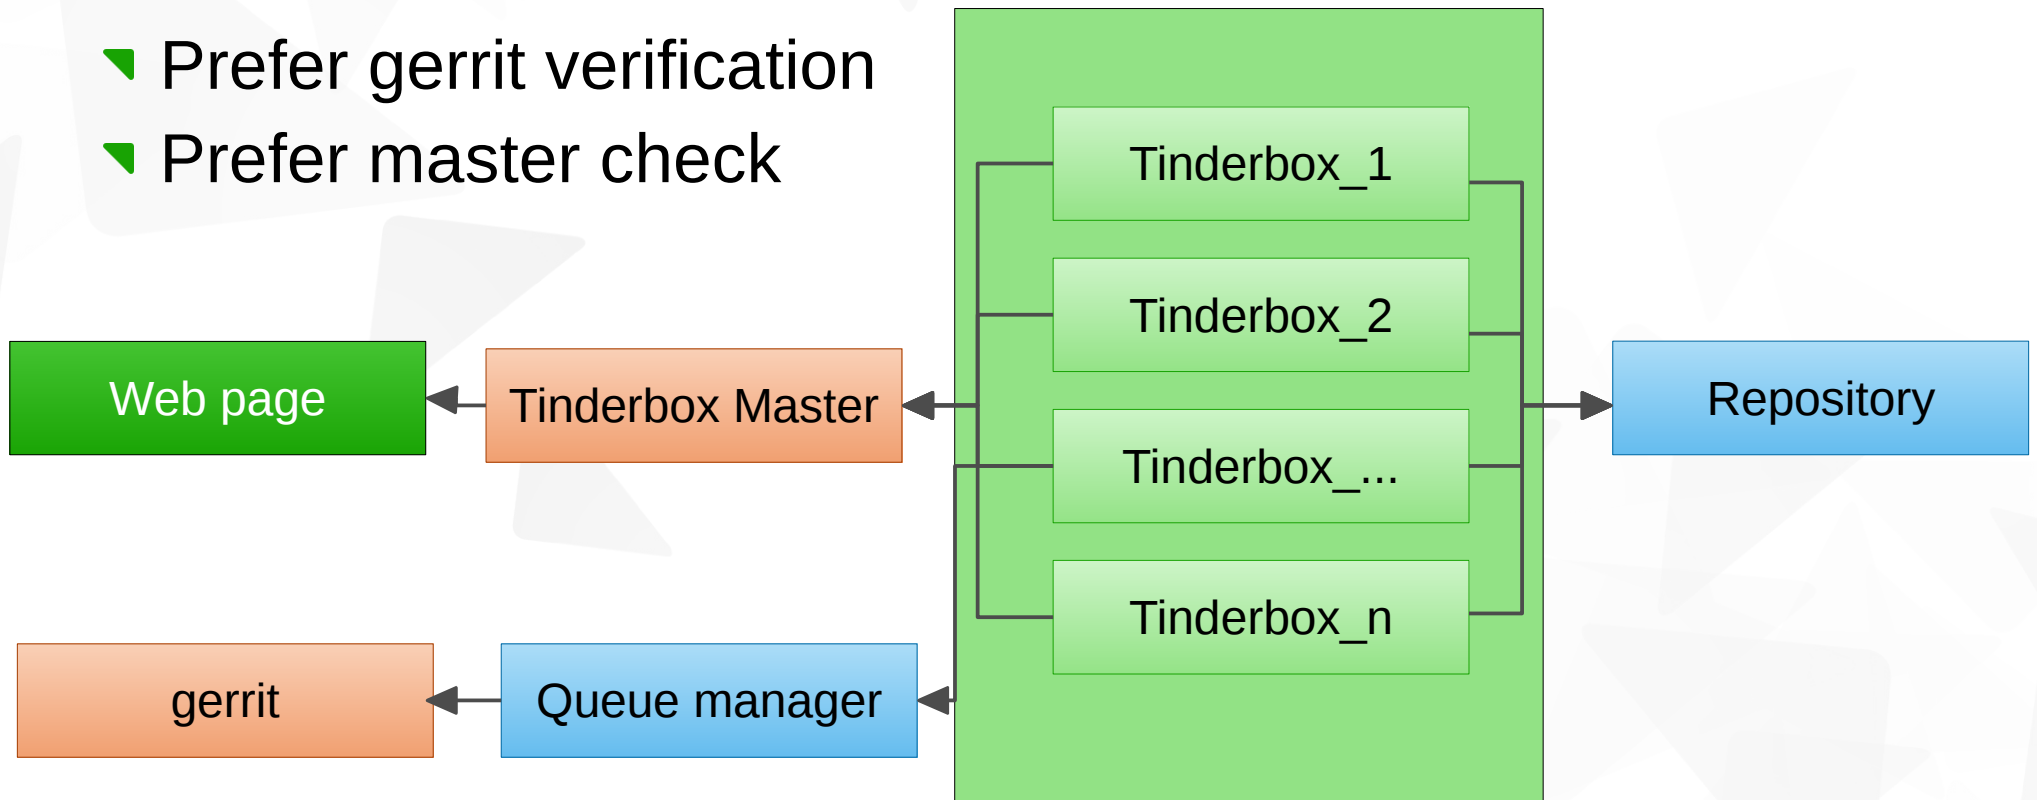 Prefer gerrit verification
Prefer master check
Tinderbox_1
Tinderbox_2
Web page
Tinderbox Master
Repository
Tinderbox_...
Tinderbox_n
gerrit
Queue manager